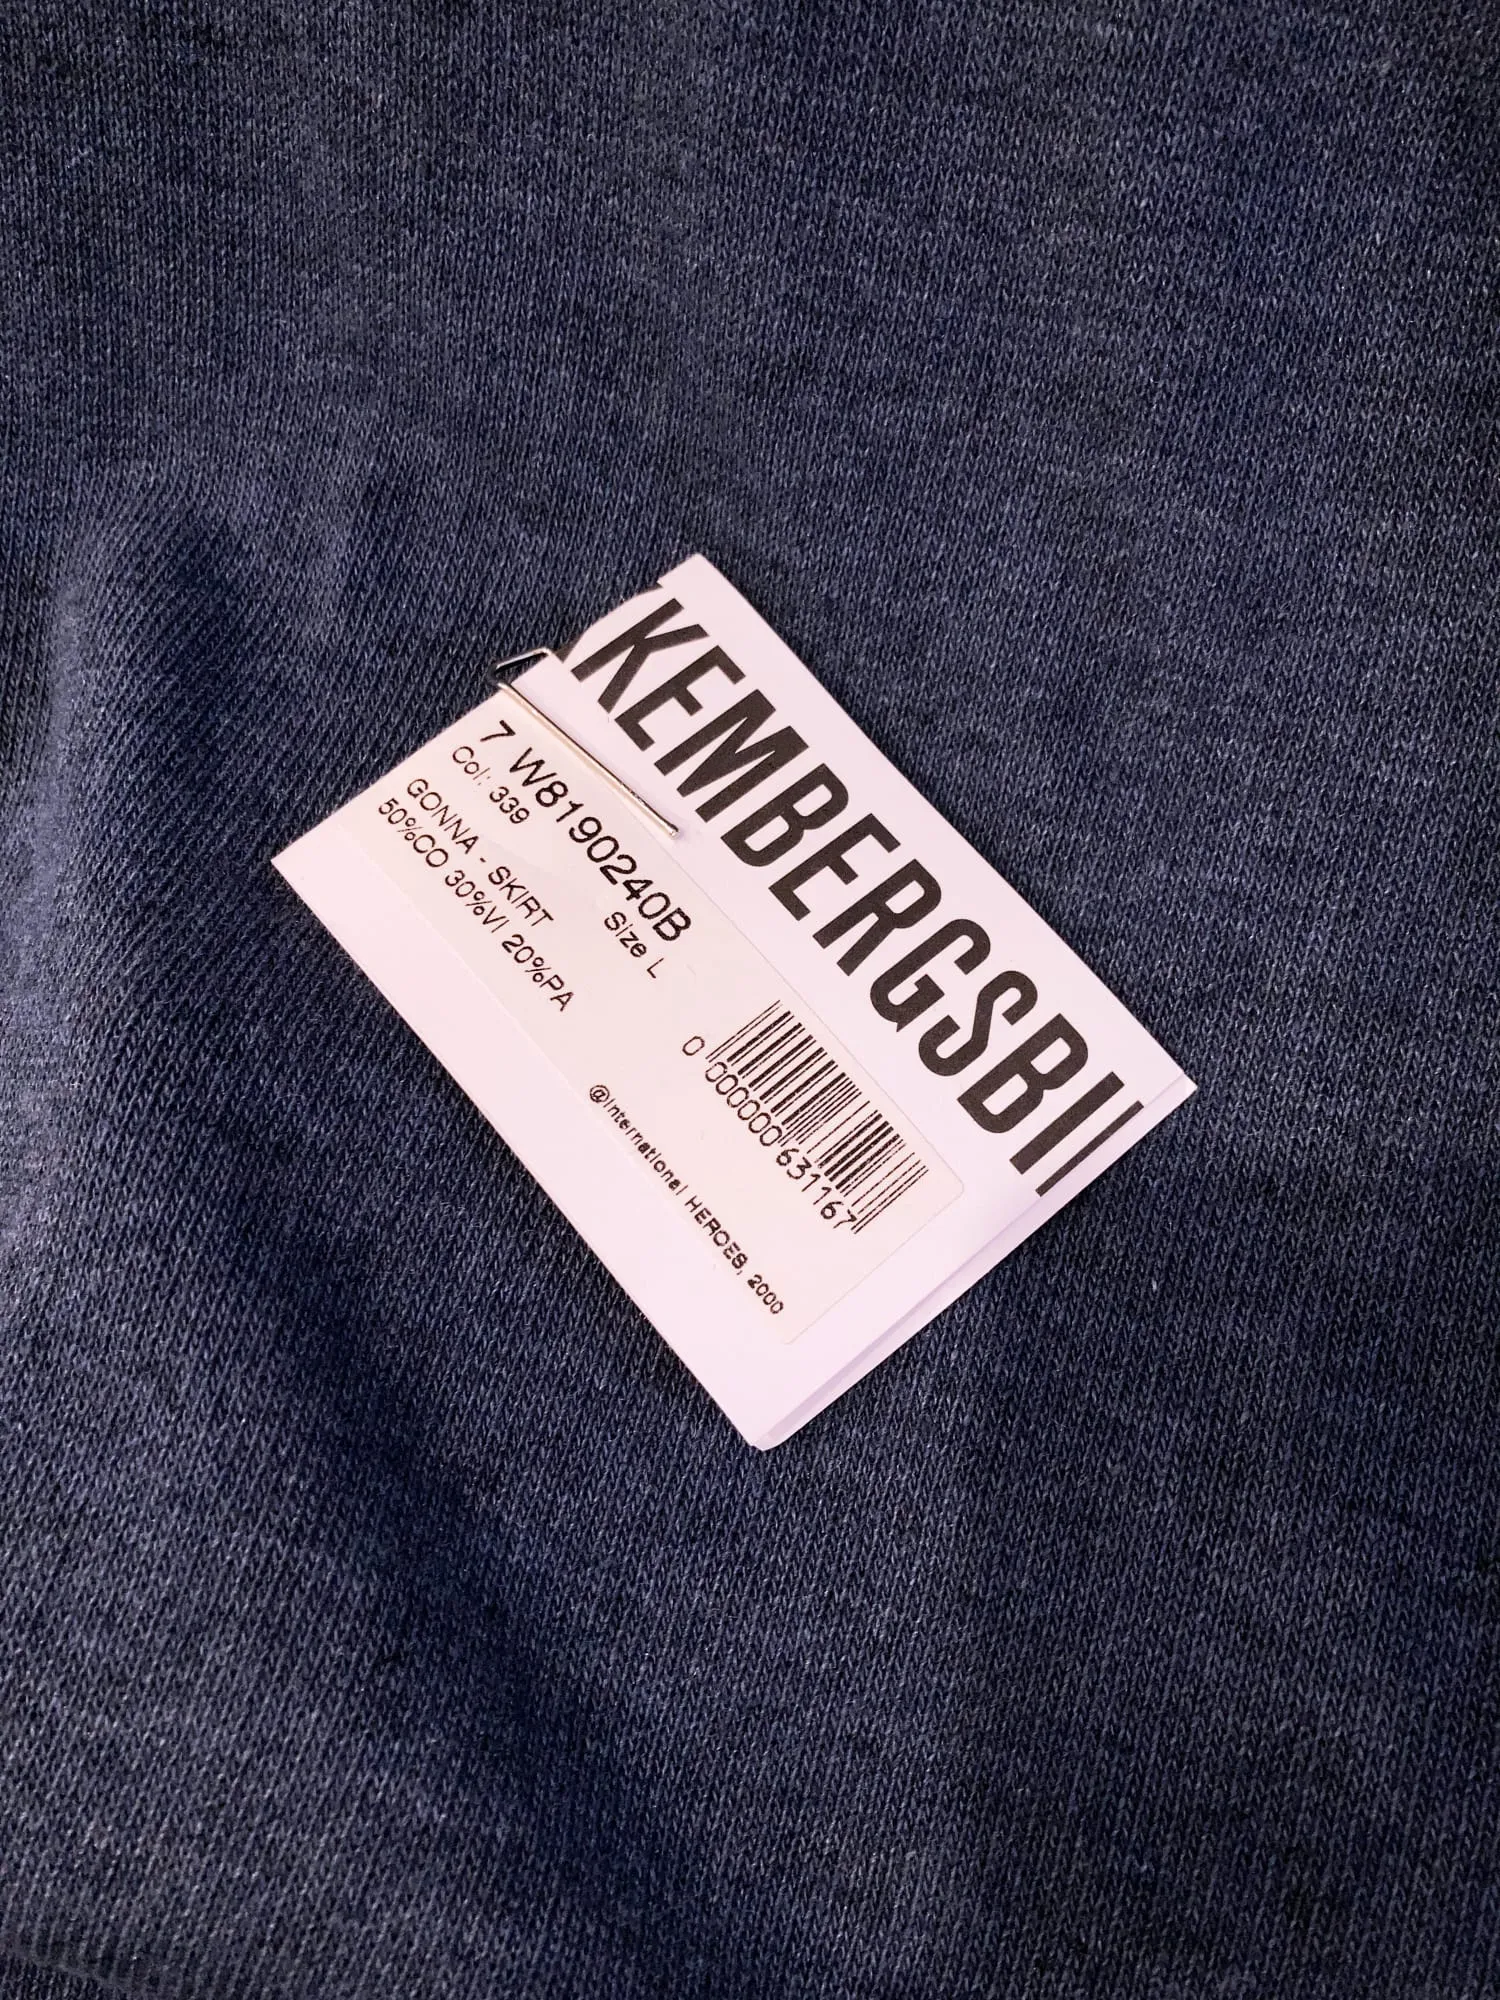 KEMBERGSBI
7 W8190240B
Col: 339 Size L
GONNA - SKIRT
50%CO 30%VI 20%PA
0 000000 631167
@International HEROES, 2000